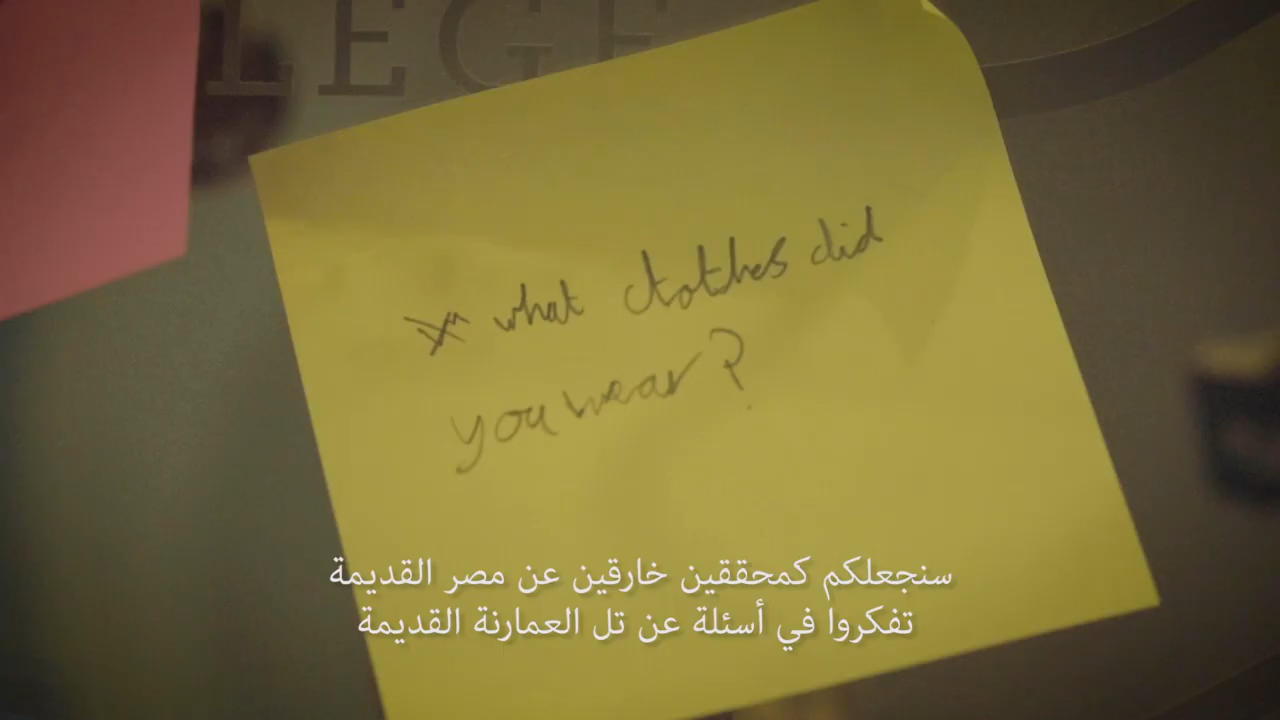 LEGE
* what clothes did
you wear?
سنجعلكم كمحققين خارقين عن مصر القديمة
تفكروا في أسئلة عن تل العمارنة القديمة